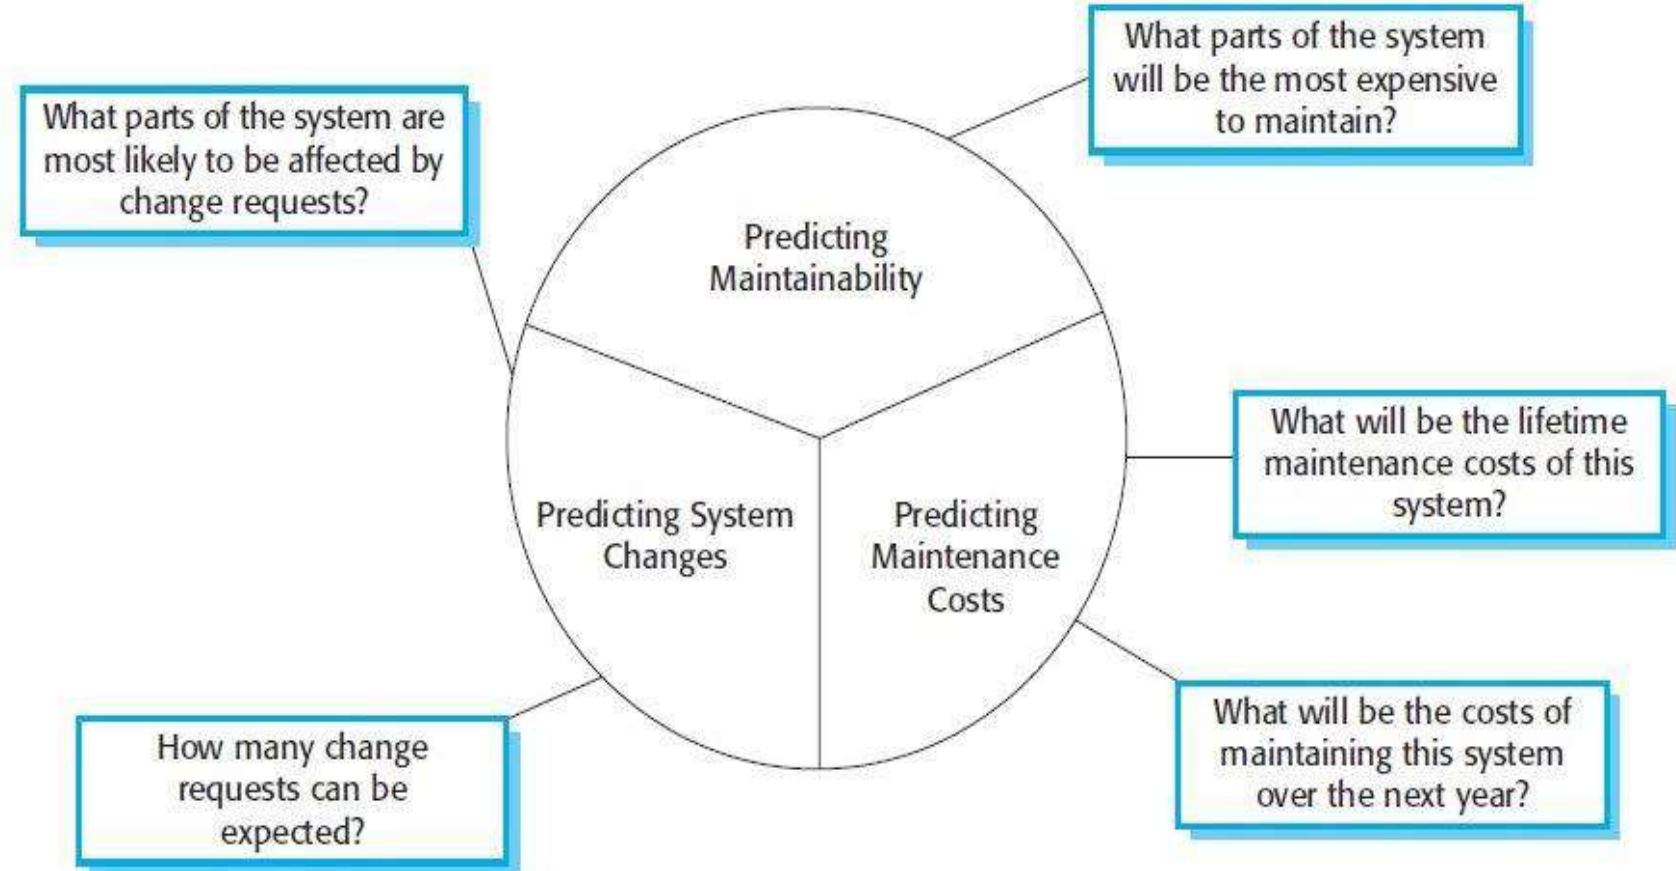 What parts of the system
will be the most expensive
to maintain?
What parts of the system are
most likely to be affected by
change requests?
Predicting
Maintainability
What will be the lifetime
maintenance costs of this
system?
Predicting System
Changes
Predicting
Maintenance
Costs
What will be the costs of
maintaining this system
over the next year?
How many change
requests can be
expected?